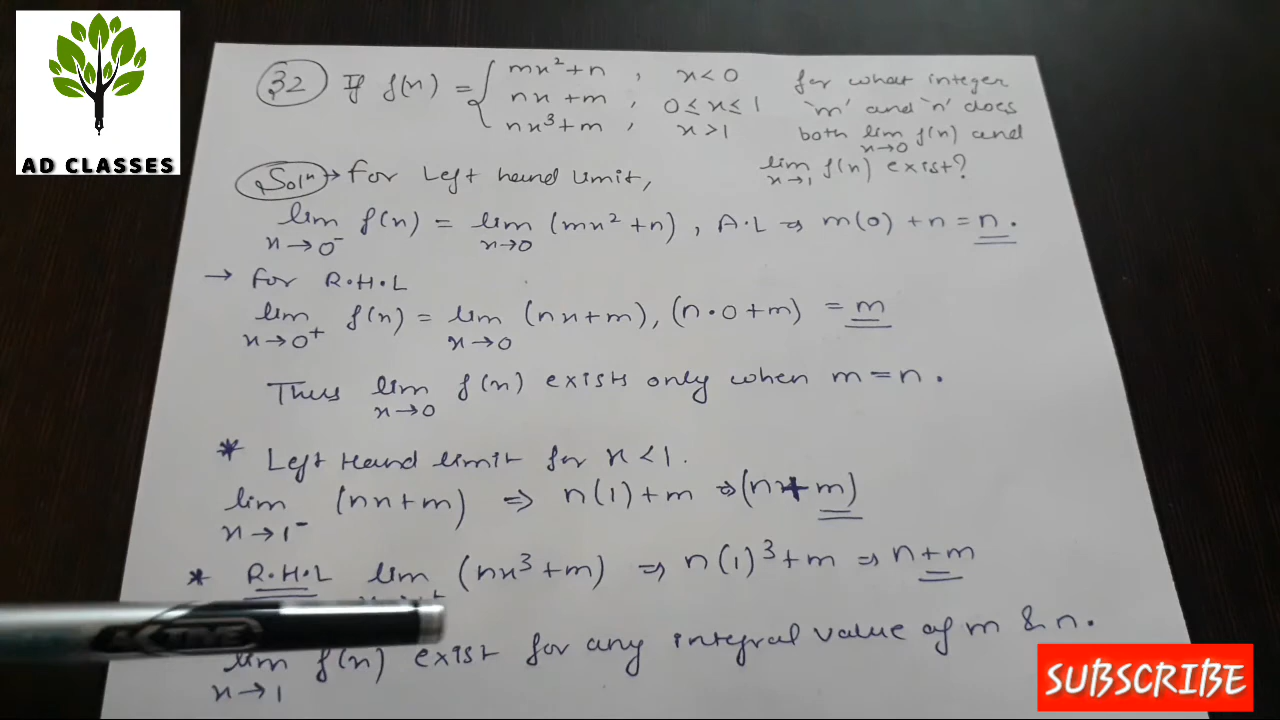 AD CLASSES
32 If f(x) = { mx² + n , x < 0 for what integer
nx + m , 0 ≤ x ≤ 1 'm' and 'n' does
nx³ + m , x > 1 both lim x→0 f(x) and
lim x→1 f(x) exist?
Solⁿ → for Left hand limit,
lim x→0⁻ f(x) = lim x→0 (mx² + n) , A.L ⇒ m(0) + n = n.
→ for R.H.L
lim x→0⁺ f(x) = lim x→0 (nx + m), (n·0 + m) = m
Thus lim x→0 f(x) exists only when m = n.
* Left Hand limit for x < 1.
lim x→1⁻ (nx + m) ⇒ n(1) + m ⇒ (n + m)
* R.H.L lim (nx³ + m) ⇒ n(1)³ + m ⇒ n + m
lim x→1 f(x) exist for any integral value of m & n.
SUBSCRIBE